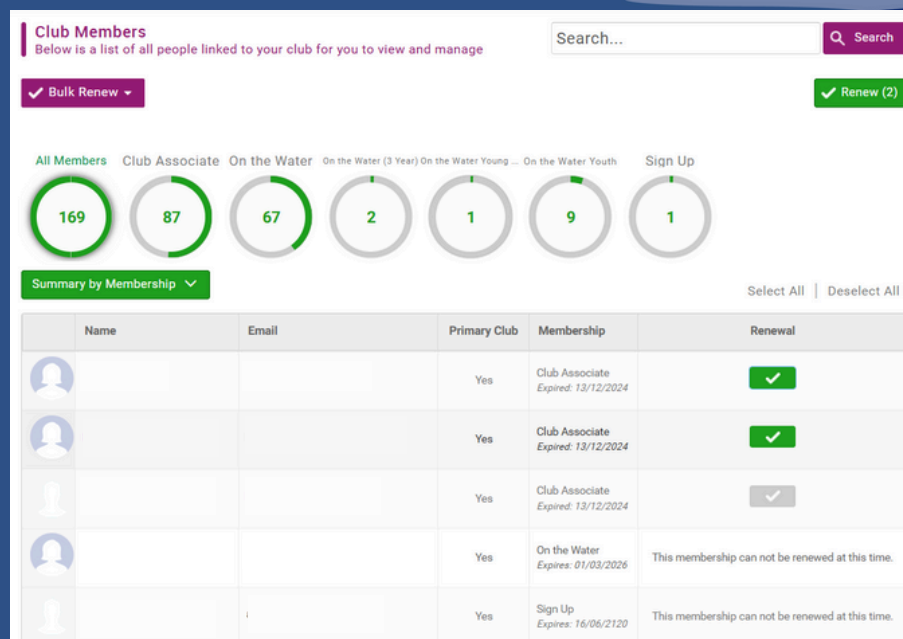 Club Members
Below is a list of all people linked to your club for you to view and manage
Search...
Search
Bulk Renew
Renew (2)
All Members Club Associate On the Water On the Water (3 Year) On the Water Young ... On the Water Youth Sign Up
169 87 67 2 1 9 1
Summary by Membership
Select All | Deselect All
Name Email Primary Club Membership Renewal
Yes Club Associate
Expired: 13/12/2024
Yes Club Associate
Expired: 13/12/2024
Yes Club Associate
Expired: 13/12/2024
Yes On the Water This membership can not be renewed at this time.
Expires: 01/03/2026
Yes Sign Up This membership can not be renewed at this time.
Expires: 16/06/2120